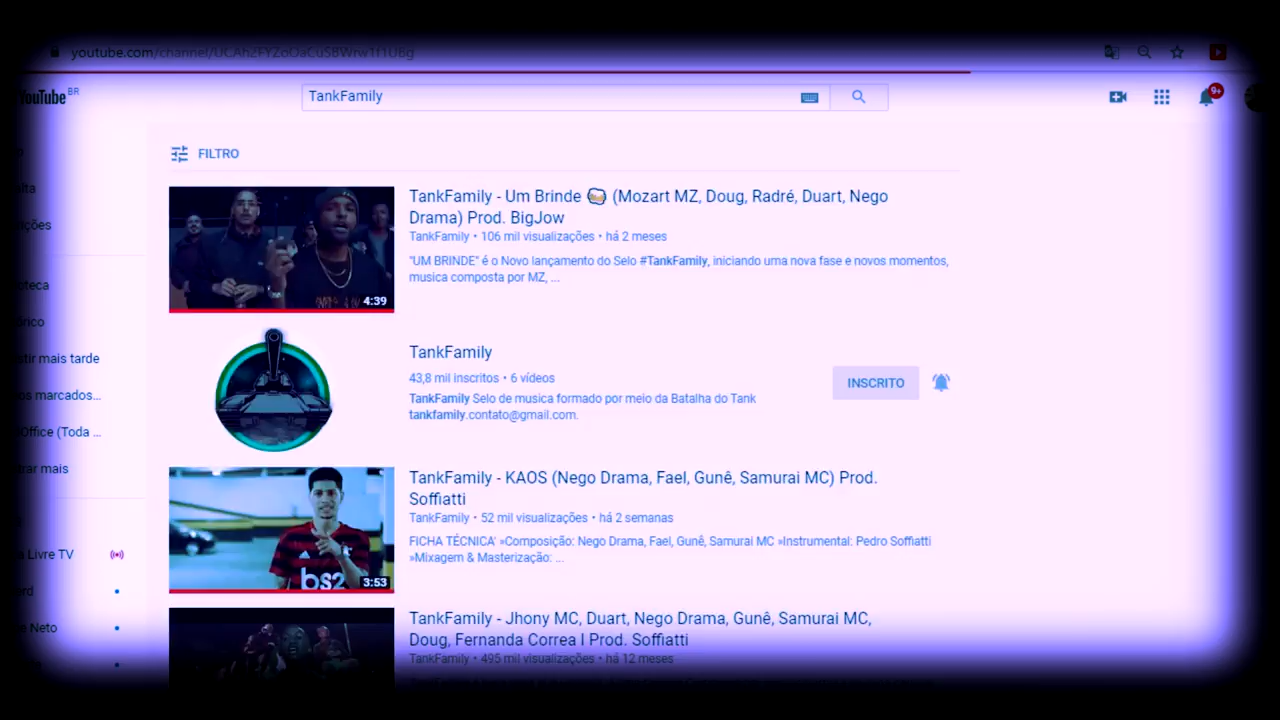 youtube.com/channel/UCAh2FYZoOaCuSBWrw1t1U8g
YouTube BR
TankFamily
9+
FILTRO
TankFamily - Um Brinde 🍻 (Mozart MZ, Doug, Radré, Duart, Nego
Drama) Prod. BigJow
TankFamily • 106 mil visualizações • há 2 meses
"UM BRINDE" é o Novo lançamento do Selo #TankFamily, iniciando uma nova fase e novos momentos,
musica composta por MZ, ...
4:39
TankFamily
43,8 mil inscritos • 6 vídeos
TankFamily Selo de musica formado por meio da Batalha do Tank
tankfamily.contato@gmail.com.
INSCRITO
TankFamily - KAOS (Nego Drama, Fael, Gunê, Samurai MC) Prod.
Soffiatti
TankFamily • 52 mil visualizações • há 2 semanas
FICHA TÉCNICA' »Composição: Nego Drama, Fael, Gunê, Samurai MC »Instrumental: Pedro Soffiatti
»Mixagem & Masterização: ...
bs2
3:53
TankFamily - Jhony MC, Duart, Nego Drama, Gunê, Samurai MC,
Doug, Fernanda Correa l Prod. Soffiatti
TankFamily • 495 mil visualizações • há 12 meses
mais tarde
marcados...
Office (Toda ...
mais
Livre TV
Neto